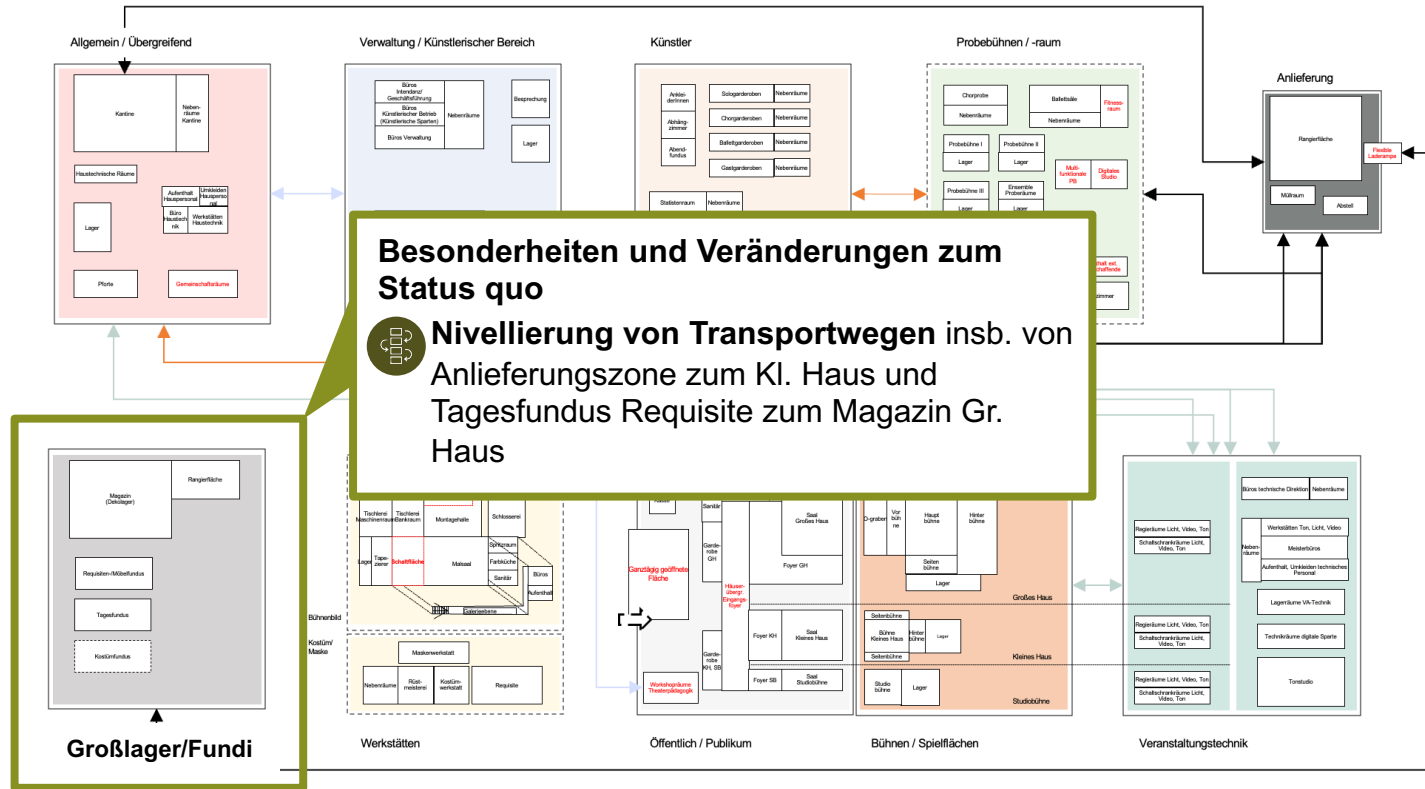 Allgemein / Übergreifend
Kantine
Neben-
räume
Kantine
Haustechnische Räume
Aufenthalt
Hauspersonal
Umkleiden
Hausperso
nal
Büro
Haustech
nik
Werkstätten
Haustechnik
Lager
Pforte
Gemeinschaftsräume
Verwaltung / Künstlerischer Bereich
Büros
Intendanz/
Geschäftsführung
Büros
Künstlerischer Betrieb
(Künstlerische Sparten)
Büros Verwaltung
Nebenräume
Besprechung
Lager
Künstler
Anklei-
derInnen
Abhäng-
zimmer
Abend-
fundus
Sologarderoben
Nebenräume
Chorgarderoben
Nebenräume
Ballettgarderoben
Nebenräume
Gastgarderoben
Nebenräume
Statistenraum
Nebenräume
Probebühnen / -raum
Chorprobe
Nebenräume
Ballettsäle
Nebenräume
Fitness-
raum
Probebühne I
Lager
Probebühne II
Lager
Multi-
funktionale
PB
Digitales
Studio
Probebühne III
Lager
Ensemble
Proberäume
Lager
halt ext.
schaffende
zimmer
Anlieferung
Rangierfläche
Flexible
Laderampe
Müllraum
Abstell
Besonderheiten und Veränderungen zum
Status quo
Nivellierung von Transportwegen insb. von
Anlieferungszone zum Kl. Haus und
Tagesfundus Requisite zum Magazin Gr.
Haus
Magazin
(Dekolager)
Rangierfläche
Requisiten-/Möbelfundus
Tagesfundus
Kostümfundus
Großlager/Fundi
Tischlerei
Maschinenraum
Tischlerei
Bankraum
Montagehalle
Schlosserei
Lager
Tape-
zierer
Schaltfläche
Malsaal
Spritzraum
Farbküche
Sanitär
Büros
Aufenthalt
Galerieebene
Bühnenbild
Kostüm/
Maske
Maskenwerkstatt
Nebenräume
Rüst-
meisterei
Kostüm-
werkstatt
Requisite
Werkstätten
Kasse
Sanitär
Garde-
robe
GH
Saal
Großes Haus
Foyer GH
Ganztägig geöffnete
Fläche
Häuser-
übergr.
Eingangs-
foyer
Garde-
robe
KH, SB
Foyer KH
Saal
Kleines Haus
Foyer SB
Saal
Studiobühne
Workshopräume
Theaterpädagogik
Öffentlich / Publikum
O-graben
Vor
büh
ne
Haupt
bühne
Hinter
bühne
Seiten
bühne
Lager
Großes Haus
Seitenbühne
Bühne
Kleines Haus
Hinter
bühne
Lager
Seitenbühne
Kleines Haus
Studio
bühne
Lager
Studiobühne
Bühnen / Spielflächen
Regieräume Licht, Video, Ton
Schaltschrankräume Licht,
Video, Ton
Regieräume Licht, Video, Ton
Schaltschrankräume Licht,
Video, Ton
Regieräume Licht, Video, Ton
Schaltschrankräume Licht,
Video, Ton
Büros technische Direktion
Nebenräume
Neben-
räume
Werkstätten Ton, Licht, Video
Meisterbüros
Aufenthalt, Umkleiden technisches
Personal
Lagerräume VA-Technik
Technikräume digitale Sparte
Tonstudio
Veranstaltungstechnik